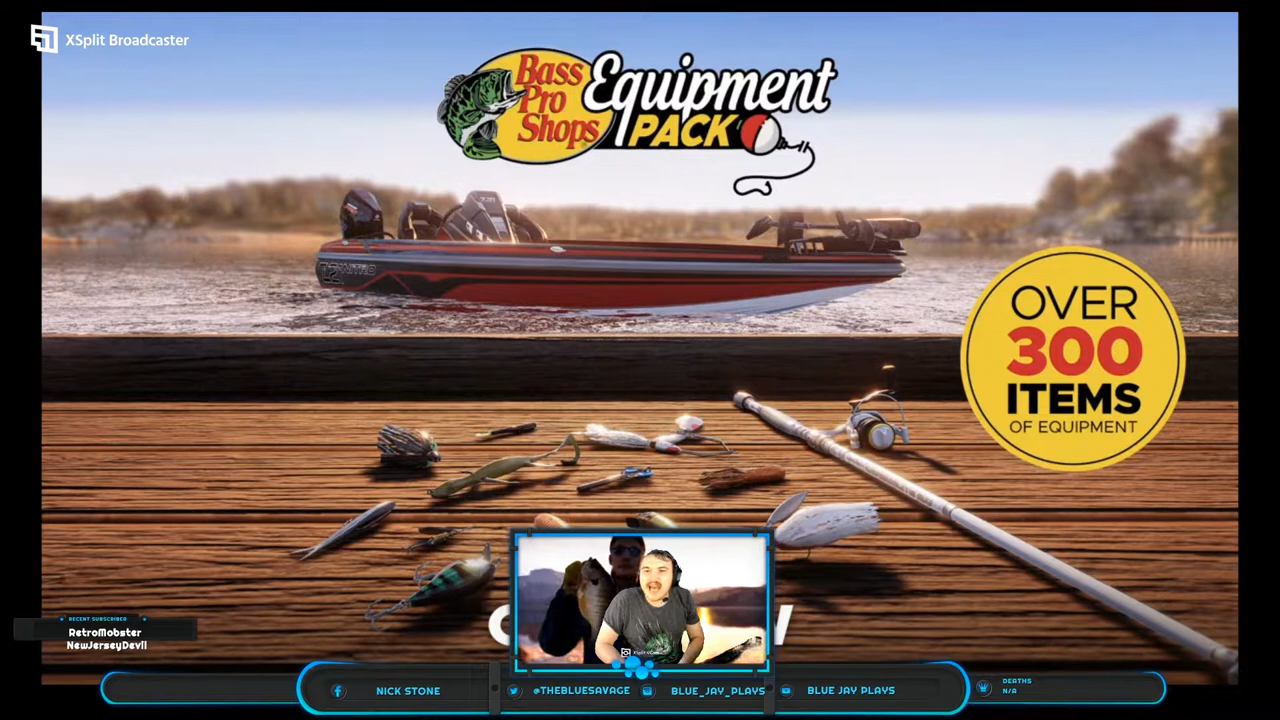 XSplit Broadcaster
Bass
Pro
Shops
Equipment
PACK
OVER
300
ITEMS
OF EQUIPMENT
NITRO
RECENT SUBSCRIBER
RetroMobster
NewJerseyDevil
NICK STONE
@THEBLUESAVAGE
BLUE_JAY_PLAYS
BLUE JAY PLAYS
DEATHS
N/A